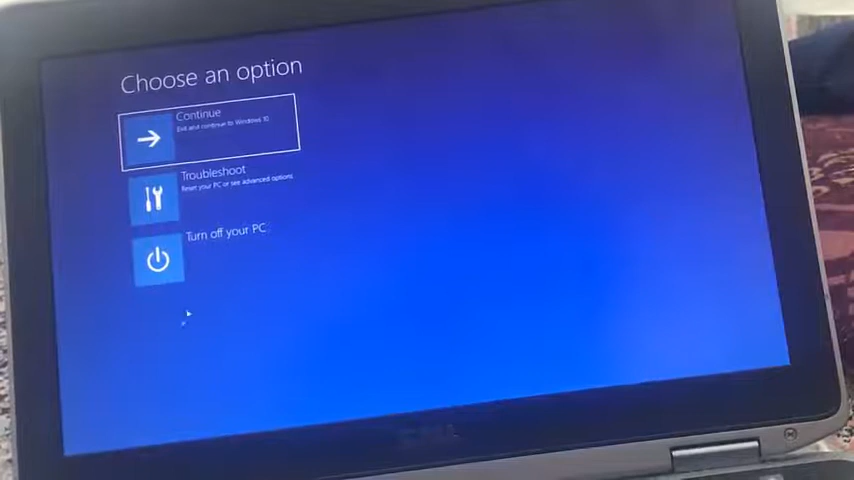 Choose an option
Continue
Exit and continue to Windows 10
Troubleshoot
Reset your PC or see advanced options
Turn off your PC
DELL